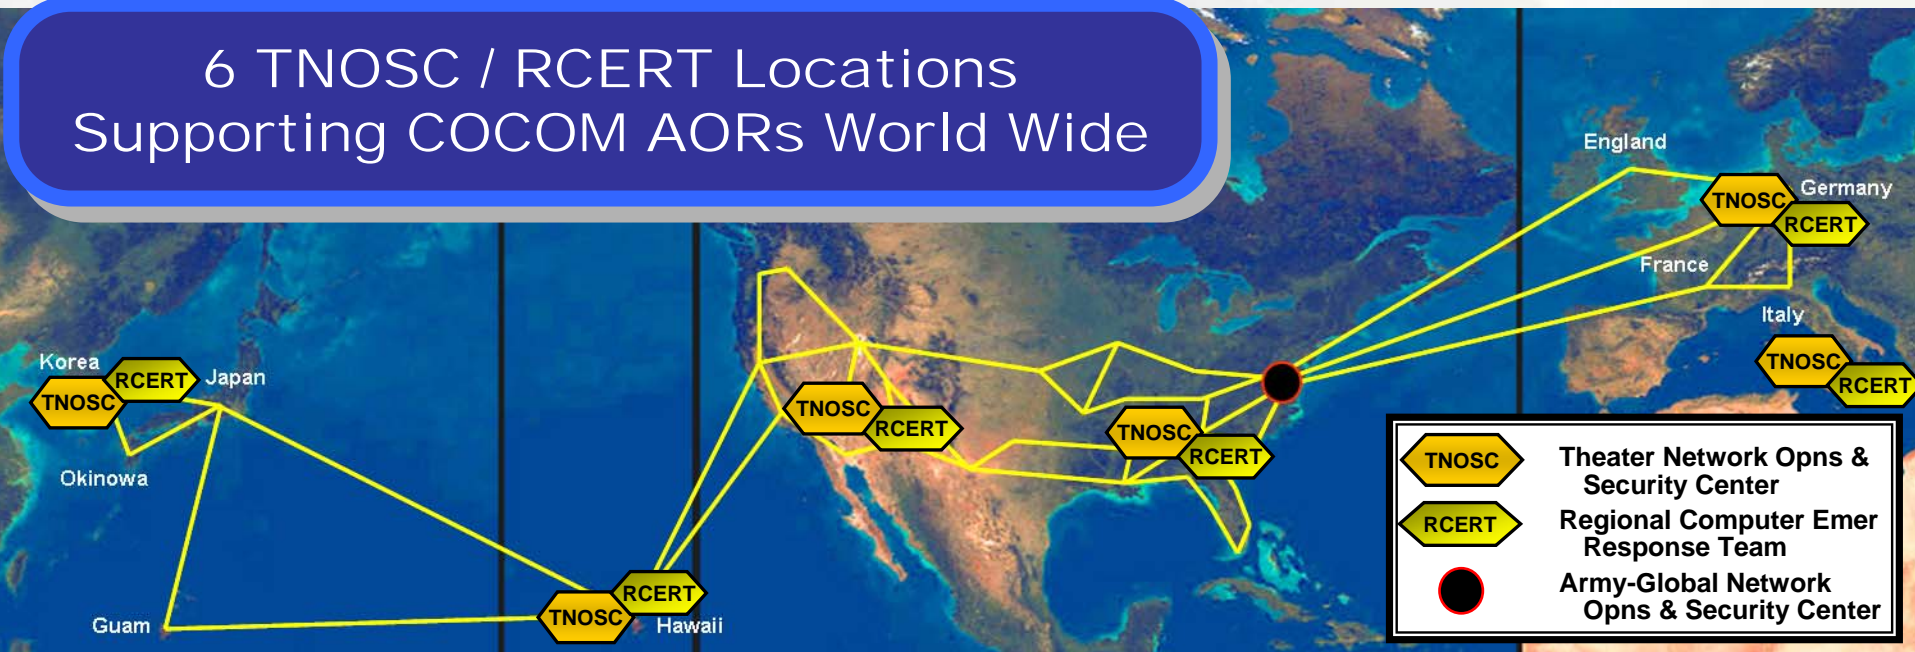 6 TNOSC / RCERT Locations
Supporting COCOM AORs World Wide
England
TNOSC
Germany
RCERT
France
Italy
TNOSC
RCERT
Korea
RCERT
Japan
TNOSC
Okinowa
TNOSC
RCERT
TNOSC
RCERT
RCERT
TNOSC
Hawaii
Guam
TNOSC
Theater Network Opns &
Security Center
RCERT
Regional Computer Emer
Response Team
Army-Global Network
Opns & Security Center